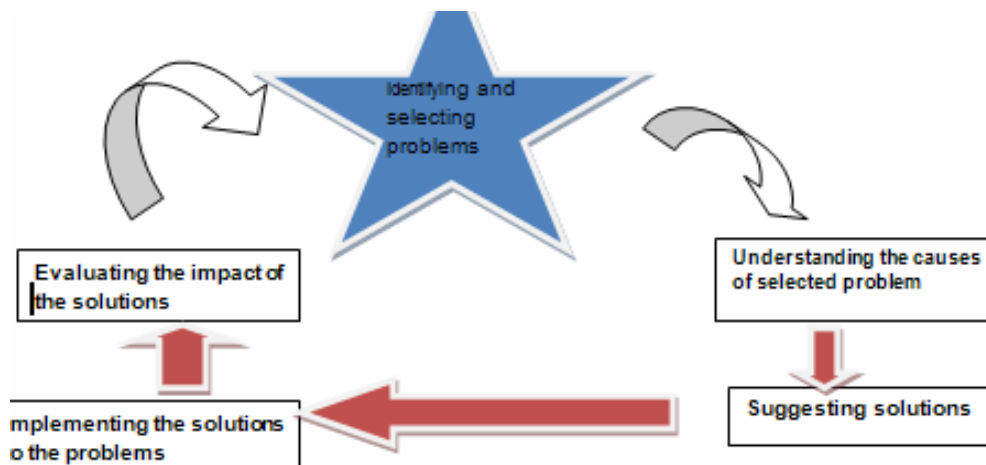 Identifying and
selecting
problems
Understanding the causes
of selected problem
Suggesting solutions
mplementing the solutions
o the problems
Evaluating the impact of
the solutions